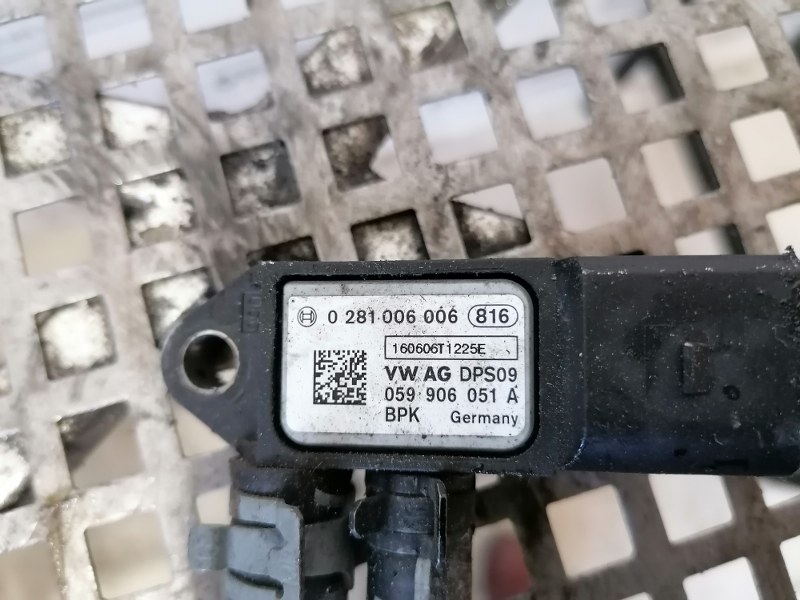 0 281 006 006 816
160606T1225E
VW AG DPS09
059 906 051 A
BPK Germany